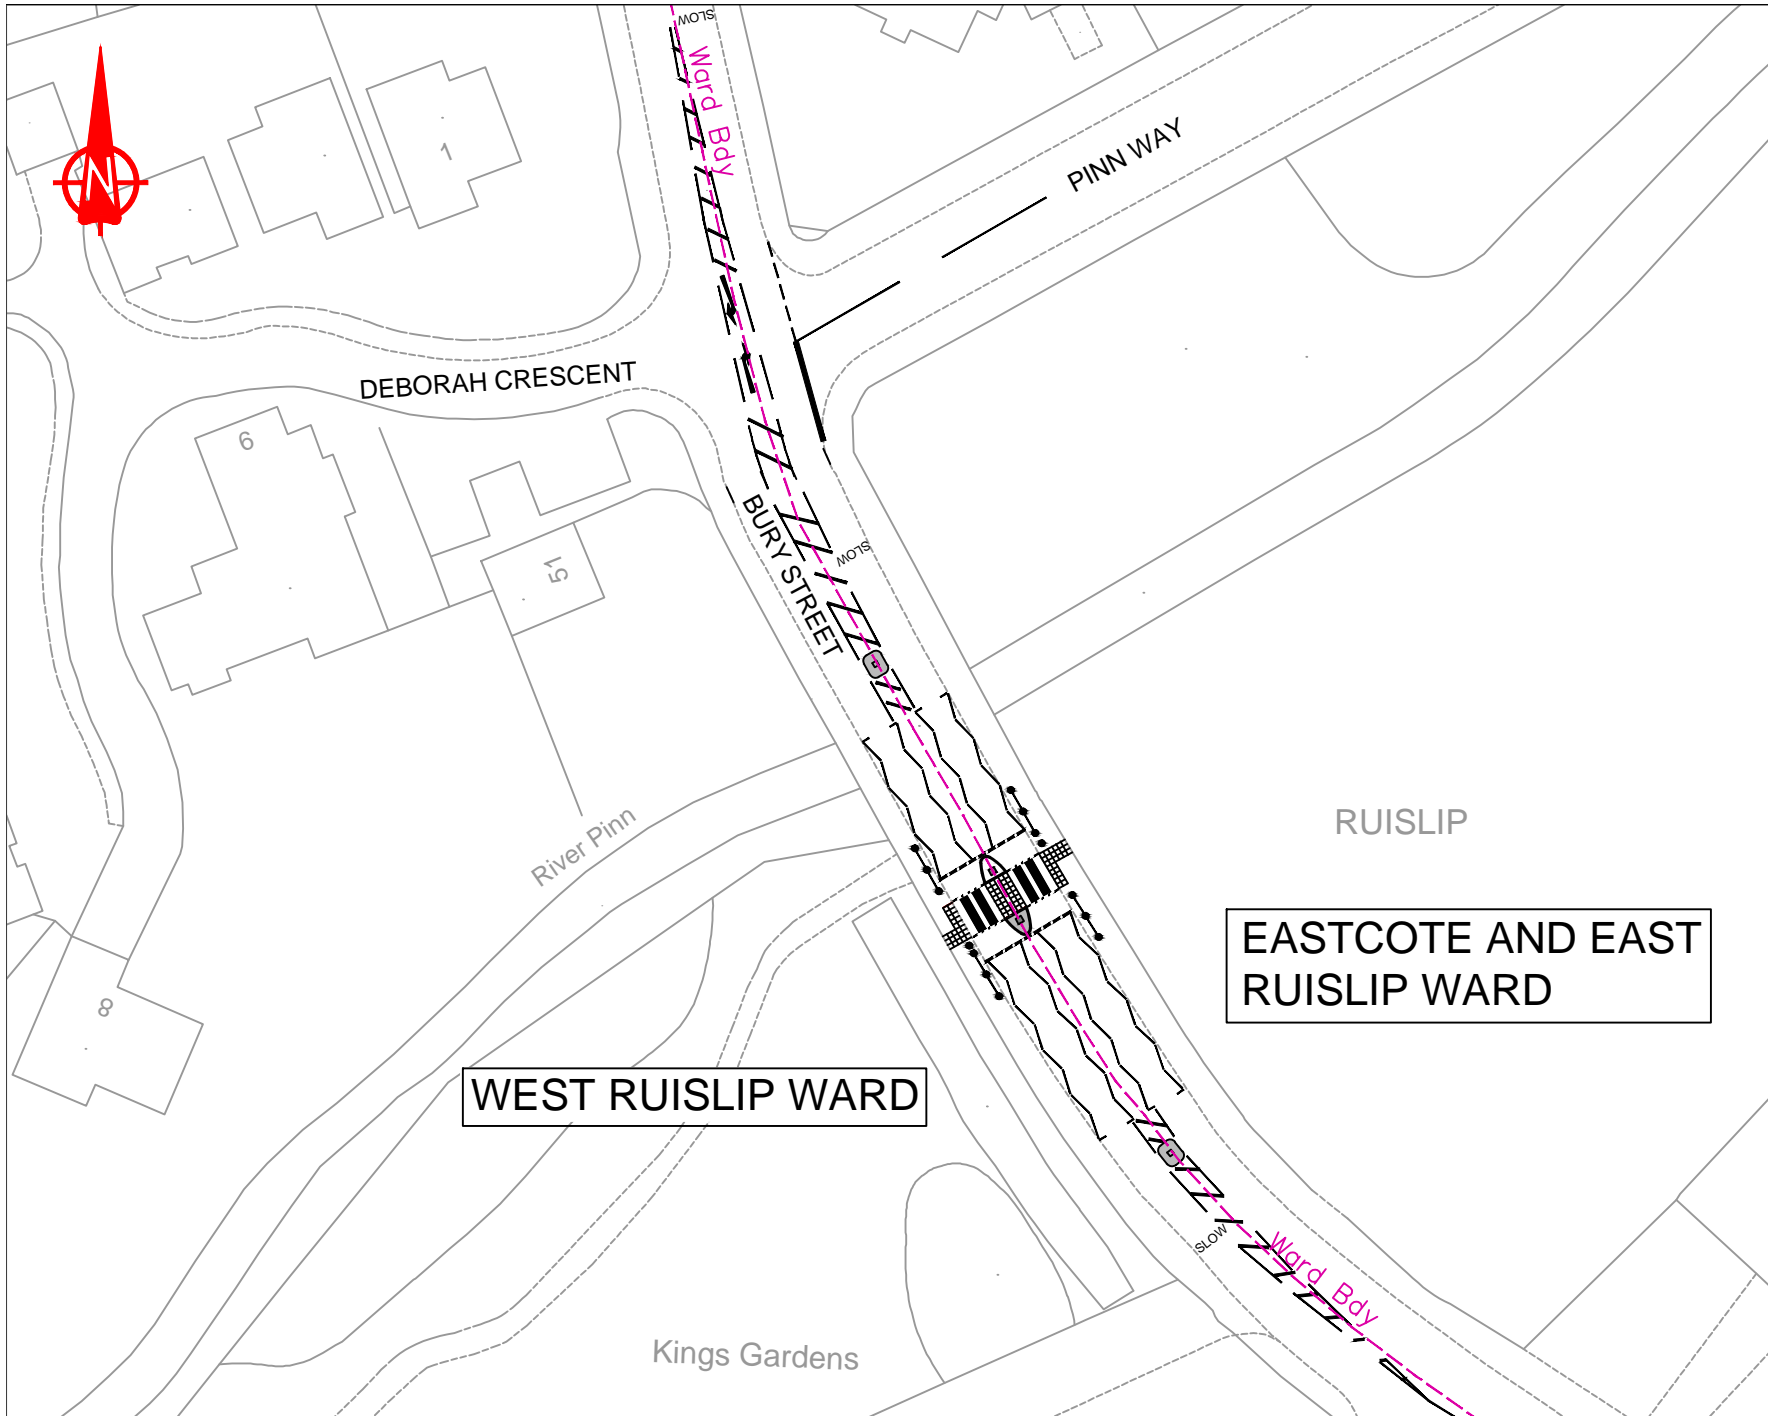 SLOW
Ward Bdy
N
1
PINN WAY
DEBORAH CRESCENT
6
BURY STREET
SLOW
51
River Pinn
RUISLIP
EASTCOTE AND EAST
RUISLIP WARD
8
WEST RUISLIP WARD
SLOW
Ward Bdy
Kings Gardens